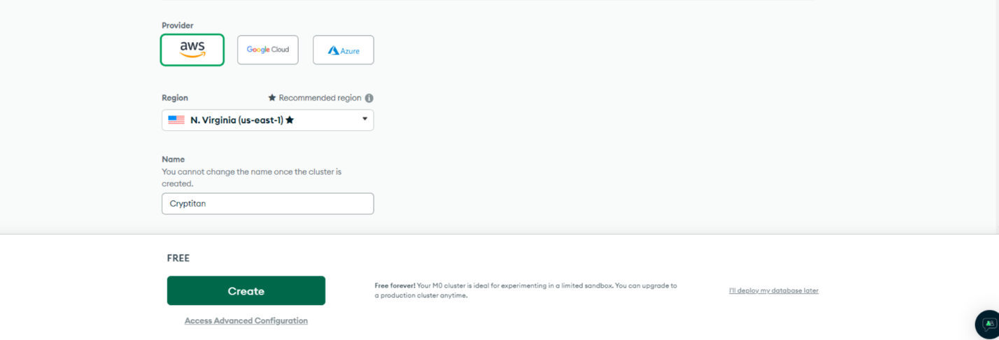 Provider
aws
Google Cloud
Azure
Region
★ Recommended region
N. Virginia (us-east-1) ★
Name
You cannot change the name once the cluster is
created.
Cryptitan
FREE
Create
Free forever! Your M0 cluster is ideal for experimenting in a limited sandbox. You can upgrade to
a production cluster anytime.
I'll deploy my database later
Access Advanced Configuration